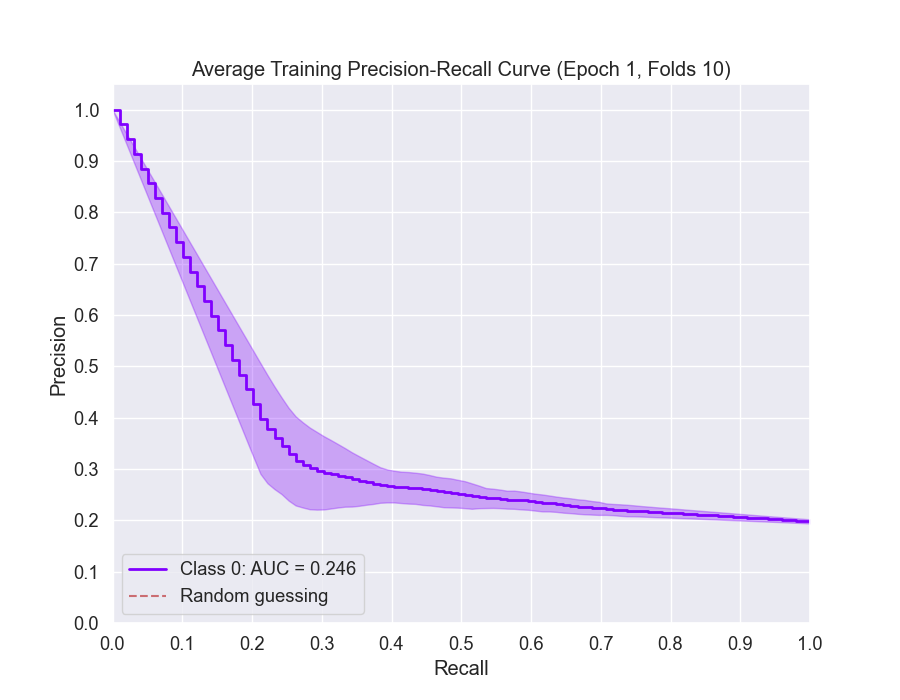 Average Training Precision-Recall Curve (Epoch 1, Folds 10)
1.0
0.9
0.8
0.7
0.6
0.5
0.4
0.3
0.2
0.1
0.0
Precision
Class 0: AUC = 0.246
Random guessing
0.0 0.1 0.2 0.3 0.4 0.5 0.6 0.7 0.8 0.9 1.0
Recall